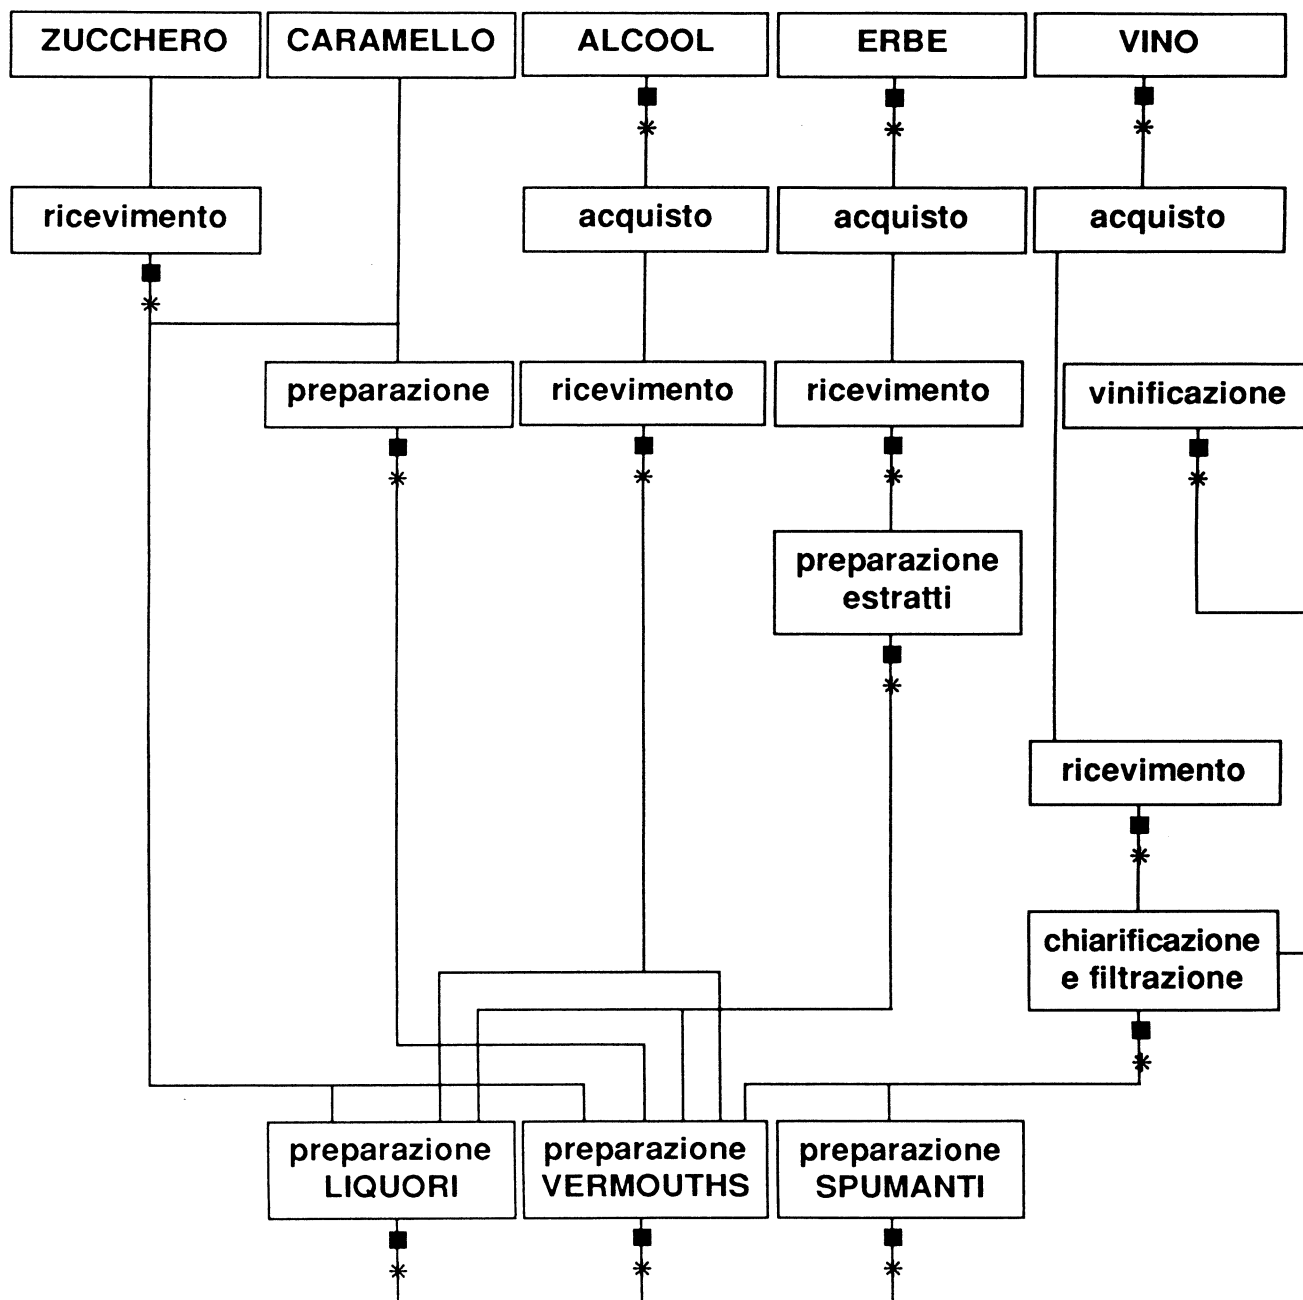 ZUCCHERO
CARAMELLO
ALCOOL
ERBE
VINO
ricevimento
acquisto
acquisto
acquisto
preparazione
ricevimento
ricevimento
vinificazione
preparazione
estratti
ricevimento
chiarificazione
e filtrazione
preparazione
LIQUORI
preparazione
VERMOUTHS
preparazione
SPUMANTI